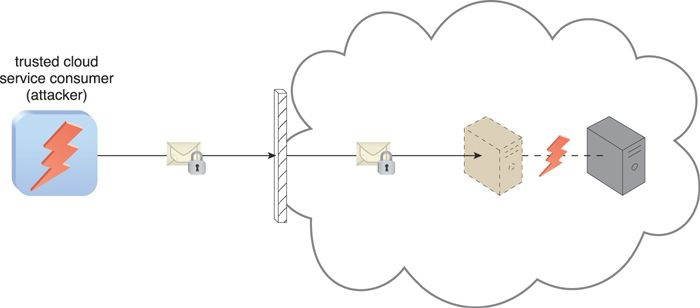 trusted cloud
service consumer
(attacker)